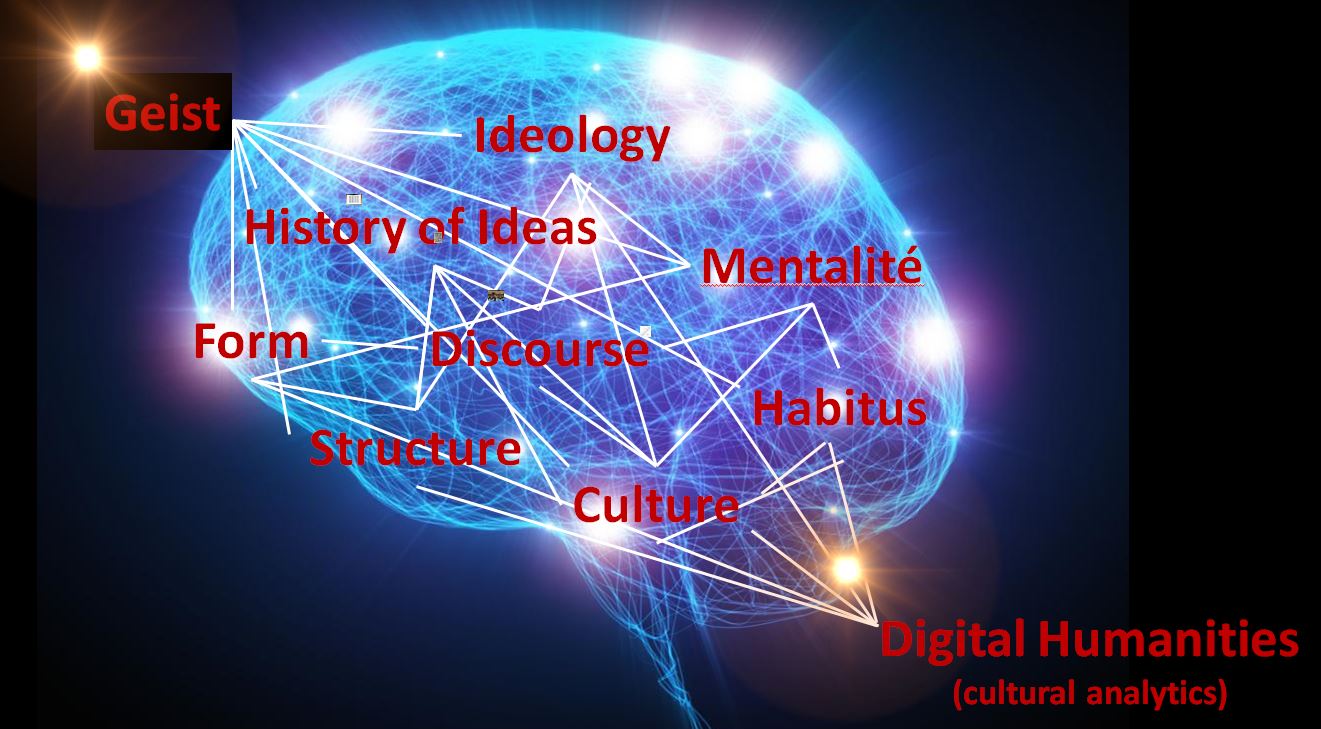 Geist
Ideology
History of Ideas
Mentalité
Form
Discourse
Habitus
Structure
Culture
Digital Humanities
(cultural analytics)